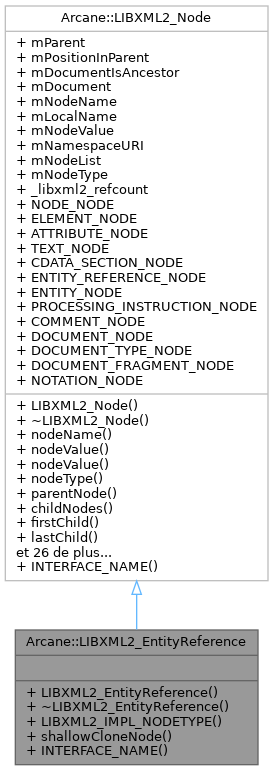 Arcane::LIBXML2_Node
+ mParent
+ mPositionInParent
+ mDocumentIsAncestor
+ mDocument
+ mNodeName
+ mLocalName
+ mNodeValue
+ mNamespaceURI
+ mNodeList
+ mNodeType
+ _libxml2_refcount
+ NODE_NODE
+ ELEMENT_NODE
+ ATTRIBUTE_NODE
+ TEXT_NODE
+ CDATA_SECTION_NODE
+ ENTITY_REFERENCE_NODE
+ ENTITY_NODE
+ PROCESSING_INSTRUCTION_NODE
+ COMMENT_NODE
+ DOCUMENT_NODE
+ DOCUMENT_TYPE_NODE
+ DOCUMENT_FRAGMENT_NODE
+ NOTATION_NODE
+ LIBXML2_Node()
+ ~LIBXML2_Node()
+ nodeName()
+ nodeValue()
+ nodeValue()
+ nodeType()
+ parentNode()
+ childNodes()
+ firstChild()
+ lastChild()
et 26 de plus...
+ INTERFACE_NAME()
Arcane::LIBXML2_EntityReference
+ LIBXML2_EntityReference()
+ ~LIBXML2_EntityReference()
+ LIBXML2_IMPL_NODETYPE()
+ shallowCloneNode()
+ INTERFACE_NAME()